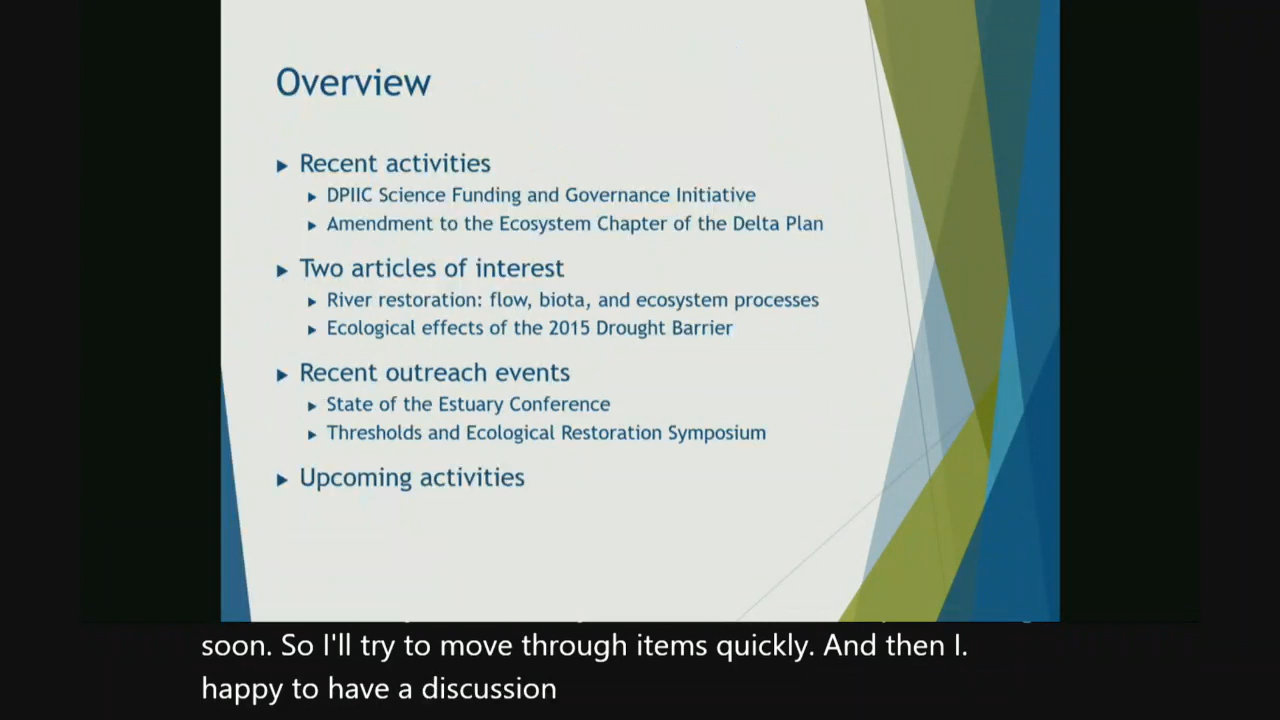 Overview
Recent activities
DPIIC Science Funding and Governance Initiative
Amendment to the Ecosystem Chapter of the Delta Plan
Two articles of interest
River restoration: flow, biota, and ecosystem processes
Ecological effects of the 2015 Drought Barrier
Recent outreach events
State of the Estuary Conference
Thresholds and Ecological Restoration Symposium
Upcoming activities
soon. So I'll try to move through items quickly. And then I.
happy to have a discussion